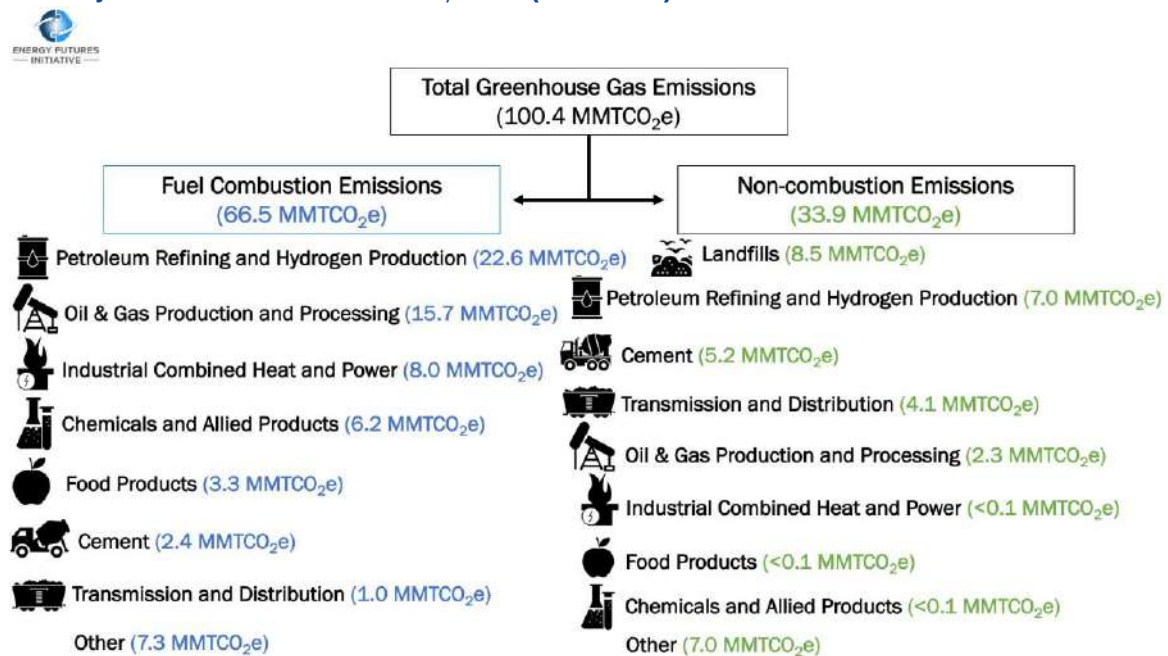 ENERGY FUTURES
INITIATIVE
Total Greenhouse Gas Emissions
(100.4 MMTCO₂e)
Fuel Combustion Emissions
(66.5 MMTCO₂e)
Petroleum Refining and Hydrogen Production (22.6 MMTCO₂e)
Oil & Gas Production and Processing (15.7 MMTCO₂e)
Industrial Combined Heat and Power (8.0 MMTCO₂e)
Chemicals and Allied Products (6.2 MMTCO₂e)
Food Products (3.3 MMTCO₂e)
Cement (2.4 MMTCO₂e)
Transmission and Distribution (1.0 MMTCO₂e)
Other (7.3 MMTCO₂e)
Non-combustion Emissions
(33.9 MMTCO₂e)
Landfills (8.5 MMTCO₂e)
Petroleum Refining and Hydrogen Production (7.0 MMTCO₂e)
Cement (5.2 MMTCO₂e)
Transmission and Distribution (4.1 MMTCO₂e)
Oil & Gas Production and Processing (2.3 MMTCO₂e)
Industrial Combined Heat and Power (<0.1 MMTCO₂e)
Food Products (<0.1 MMTCO₂e)
Chemicals and Allied Products (<0.1 MMTCO₂e)
Other (7.0 MMTCO₂e)